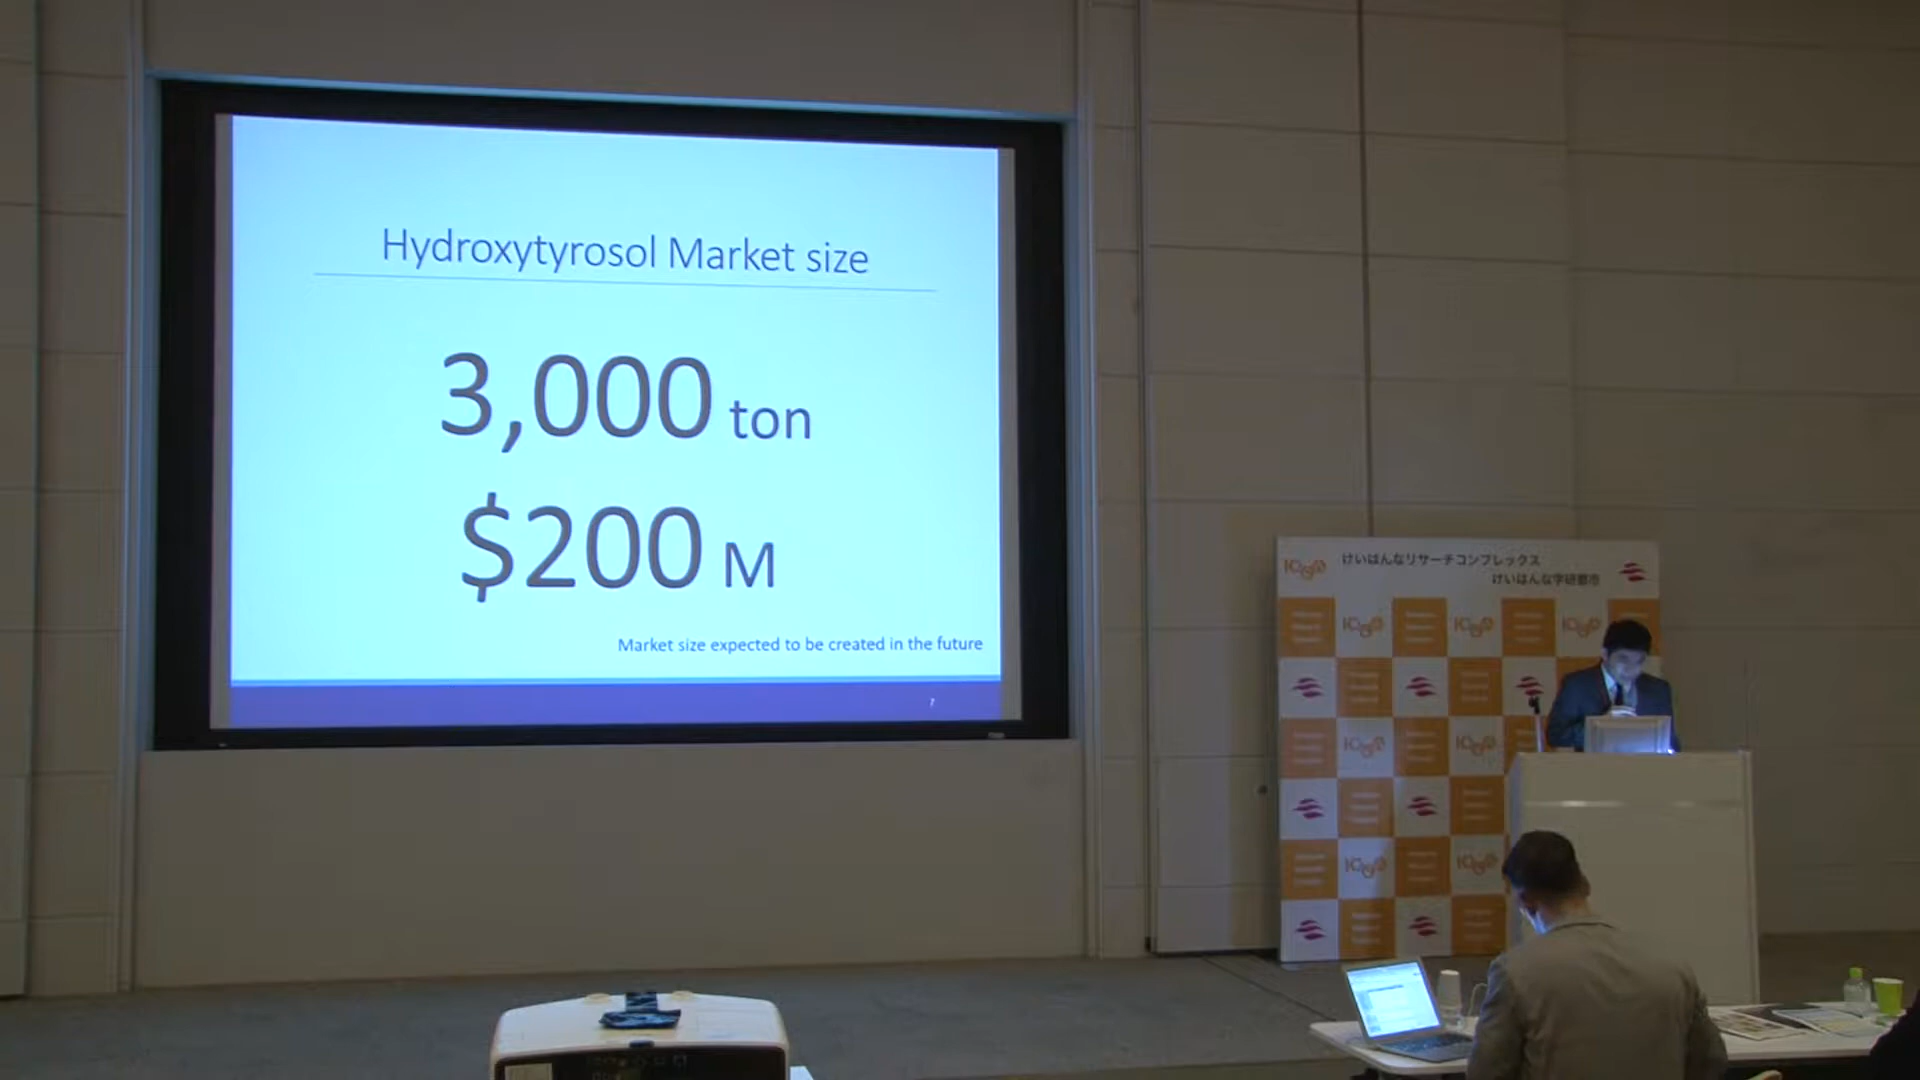 Hydroxytyrosol Market size
3,000 ton
$200 M
Market size expected to be created in the future
7
けいはんなリサーチコンプレックス
けいはんな学研都市